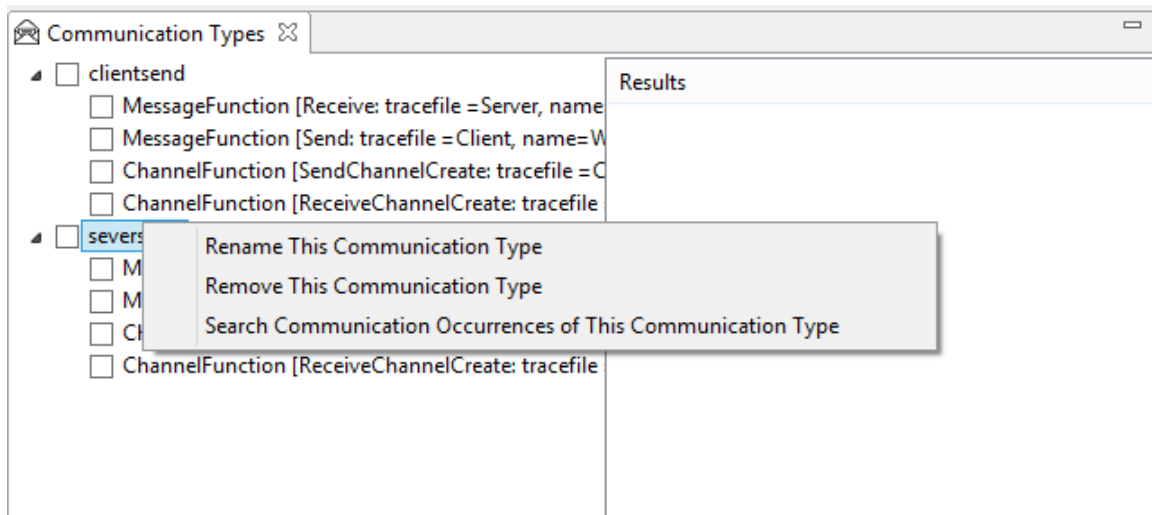 Communication Types
clientsend
Results
MessageFunction [Receive: tracefile =Server, name
MessageFunction [Send: tracefile =Client, name=W
ChannelFunction [SendChannelCreate: tracefile =C
ChannelFunction [ReceiveChannelCreate: tracefile
severs
Rename This Communication Type
M
Remove This Communication Type
M
Search Communication Occurrences of This Communication Type
Ch
ChannelFunction [ReceiveChannelCreate: tracefile